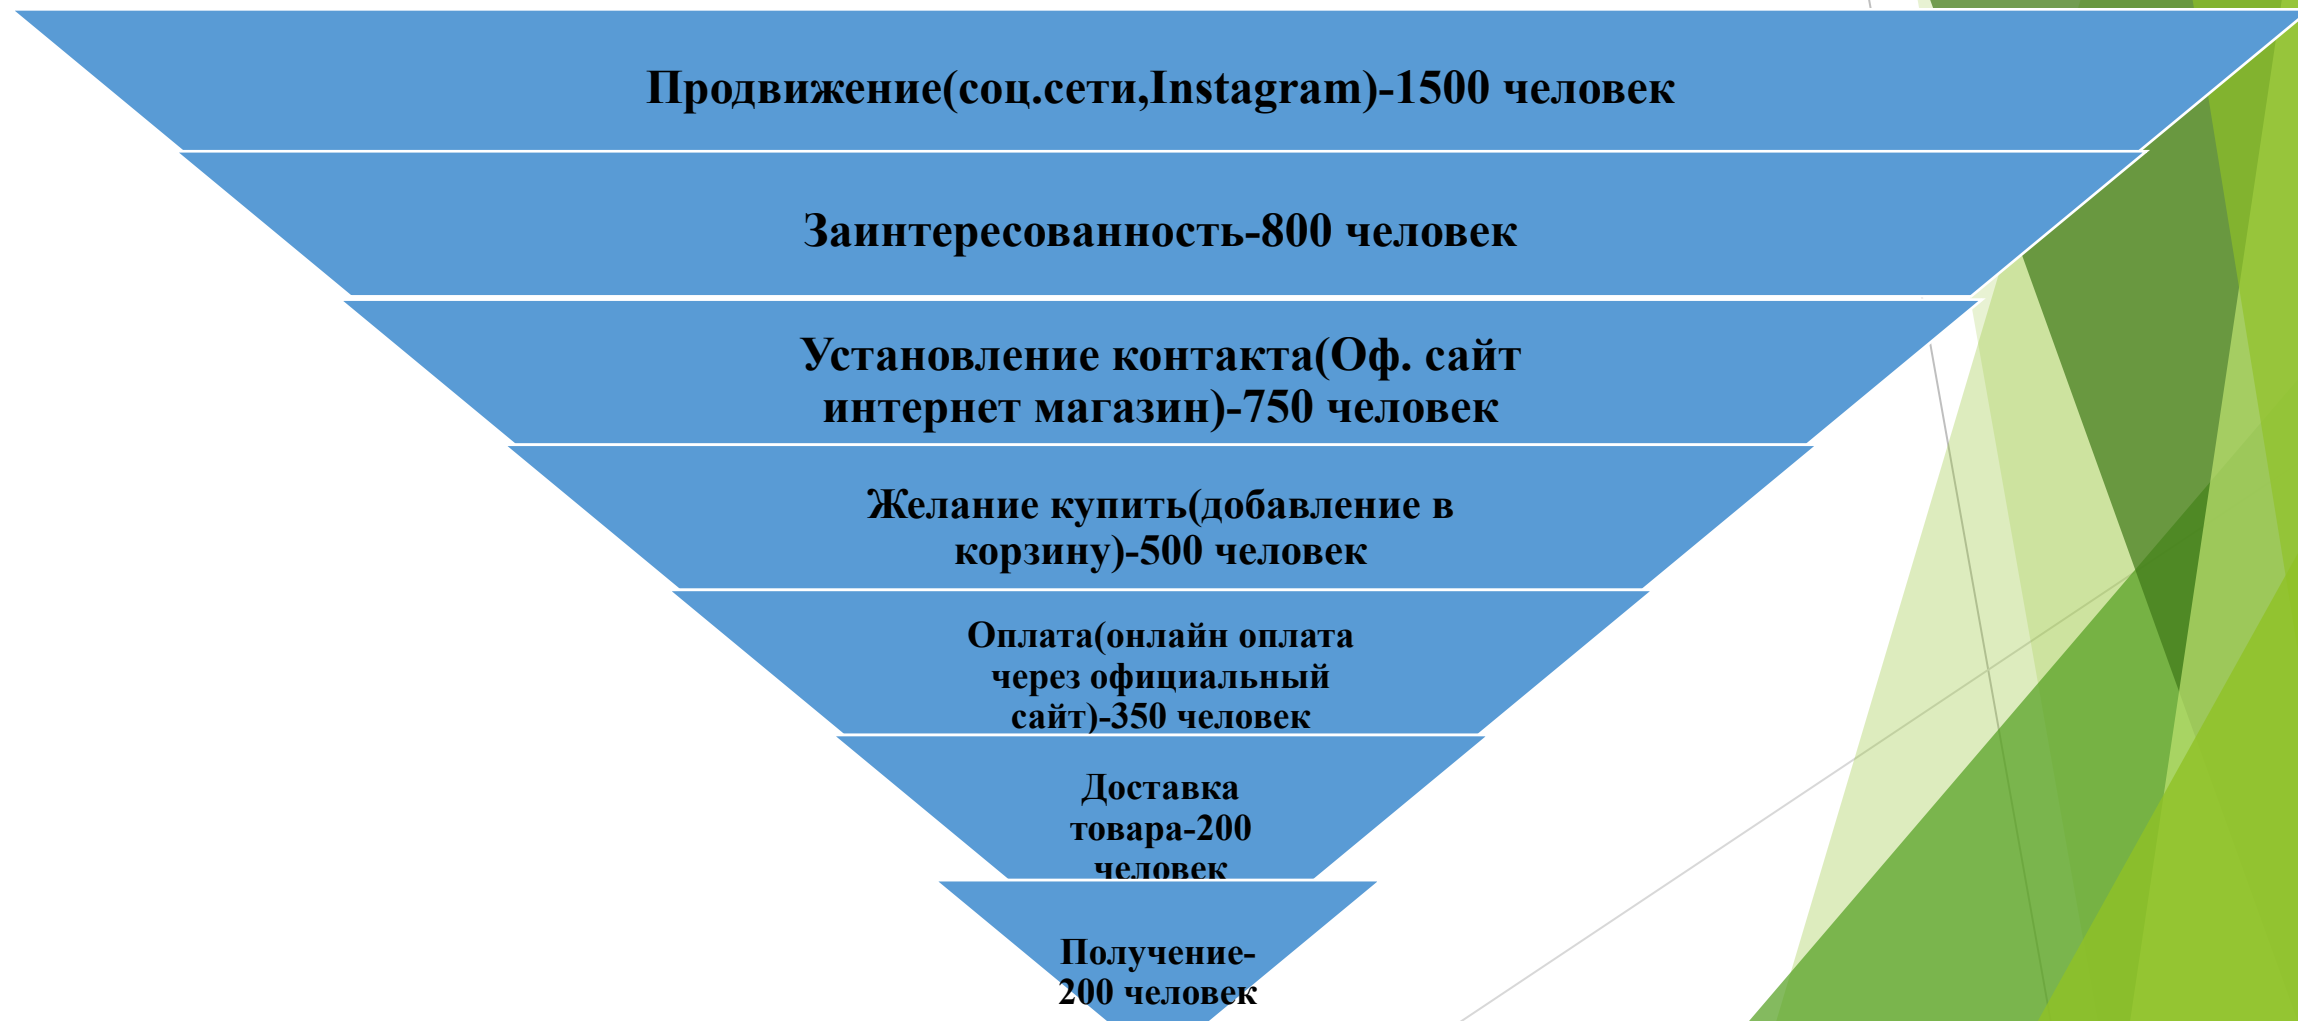 Продвижение(соц.сети,Instagram)-1500 человек
Заинтересованность-800 человек
Установление контакта(Оф. сайт
интернет магазин)-750 человек
Желание купить(добавление в
корзину)-500 человек
Оплата(онлайн оплата
через официальный
сайт)-350 человек
Доставка
товара-200
человек
Получение-
200 человек